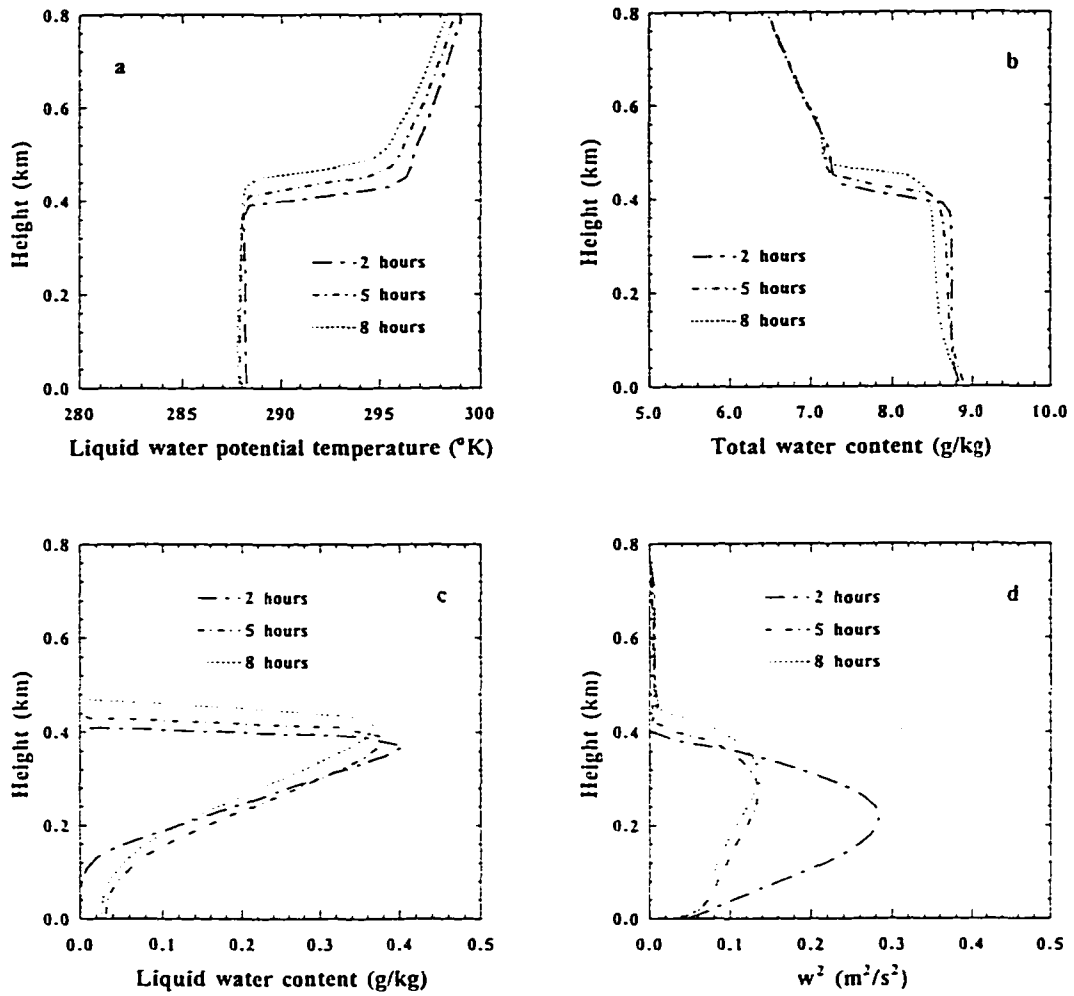 a
0.8
0.6
0.4
0.2
0.0
Height (km)
2 hours
5 hours
8 hours
280 285 290 295 300
Liquid water potential temperature (°K)
b
0.8
0.6
0.4
0.2
0.0
Height (km)
2 hours
5 hours
8 hours
5.0 6.0 7.0 8.0 9.0 10.0
Total water content (g/kg)
c
0.8
0.6
0.4
0.2
0.0
Height (km)
2 hours
5 hours
8 hours
0.0 0.1 0.2 0.3 0.4 0.5
Liquid water content (g/kg)
d
0.8
0.6
0.4
0.2
0.0
Height (km)
2 hours
5 hours
8 hours
0.0 0.1 0.2 0.3 0.4 0.5
w² (m²/s²)